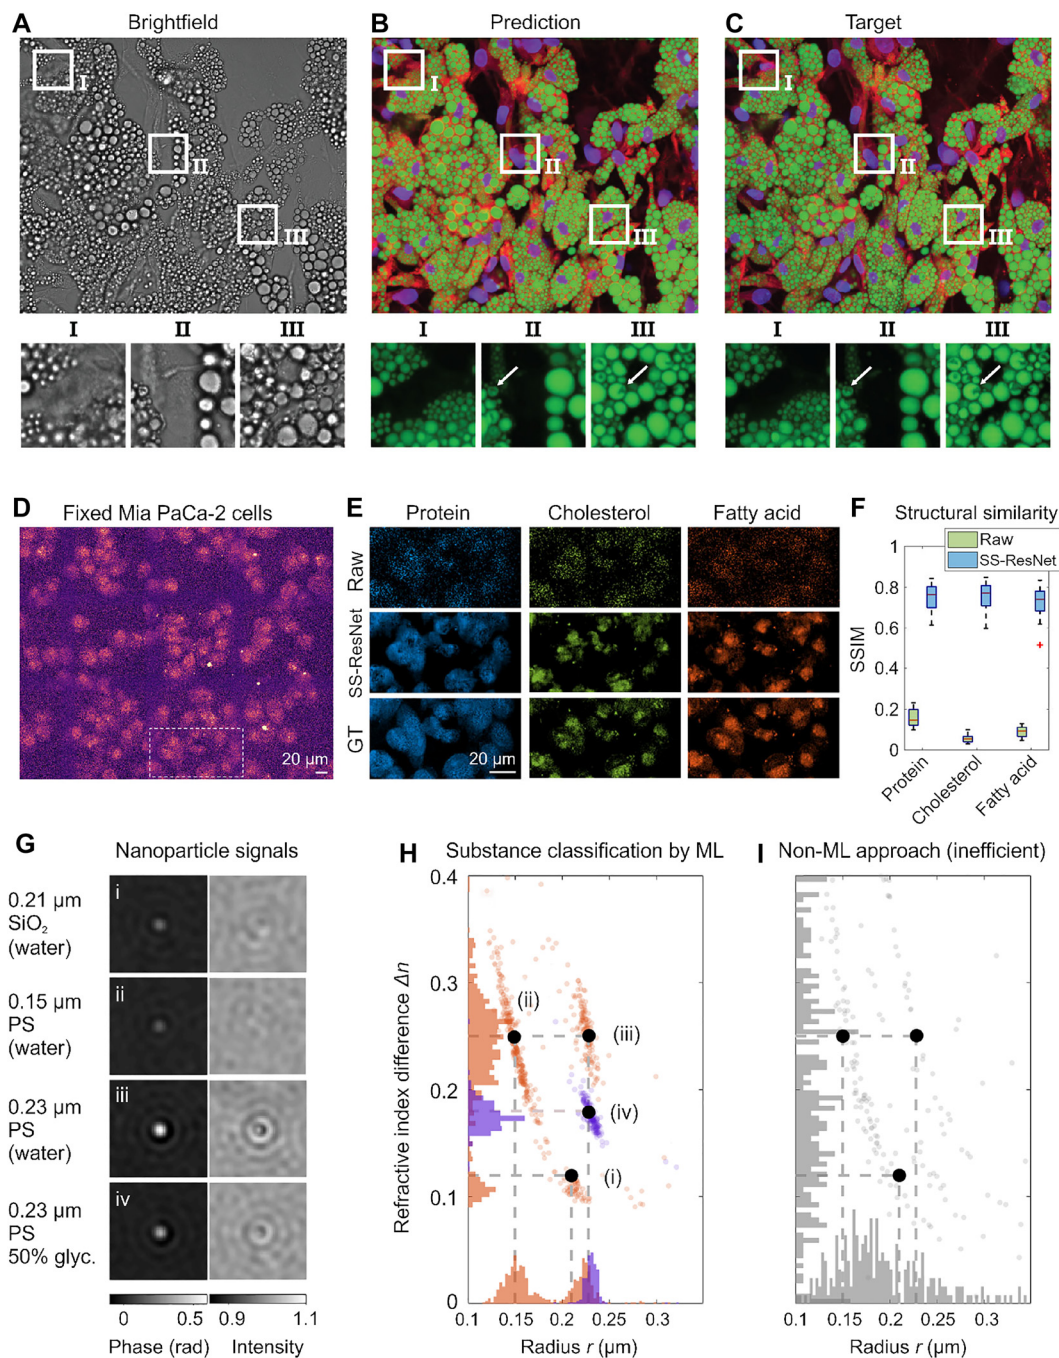 A Brightfield
B Prediction
C Target
I
II
III
I
II
III
I
II
III
I II III
I II III
I II III
D Fixed Mia PaCa-2 cells
20 µm
E Protein Cholesterol Fatty acid
Raw
SS-ResNet
GT
20 µm
F Structural similarity
Raw
SS-ResNet
SSIM
1
0.8
0.6
0.4
0.2
0
Protein
Cholesterol
Fatty acid
G Nanoparticle signals
0.21 µm
SiO₂
(water)
i
0.15 µm
PS
(water)
ii
0.23 µm
PS
(water)
iii
0.23 µm
PS
50% glyc.
iv
0 0.5
0.9 1.1
Phase (rad) Intensity
H Substance classification by ML
Refractive index difference Δn
0.4
0.3
0.2
0.1
0
(ii)
(iii)
(iv)
(i)
0.1 0.15 0.2 0.25 0.3
Radius r (µm)
I Non-ML approach (inefficient)
0.1 0.15 0.2 0.25 0.3
Radius r (µm)